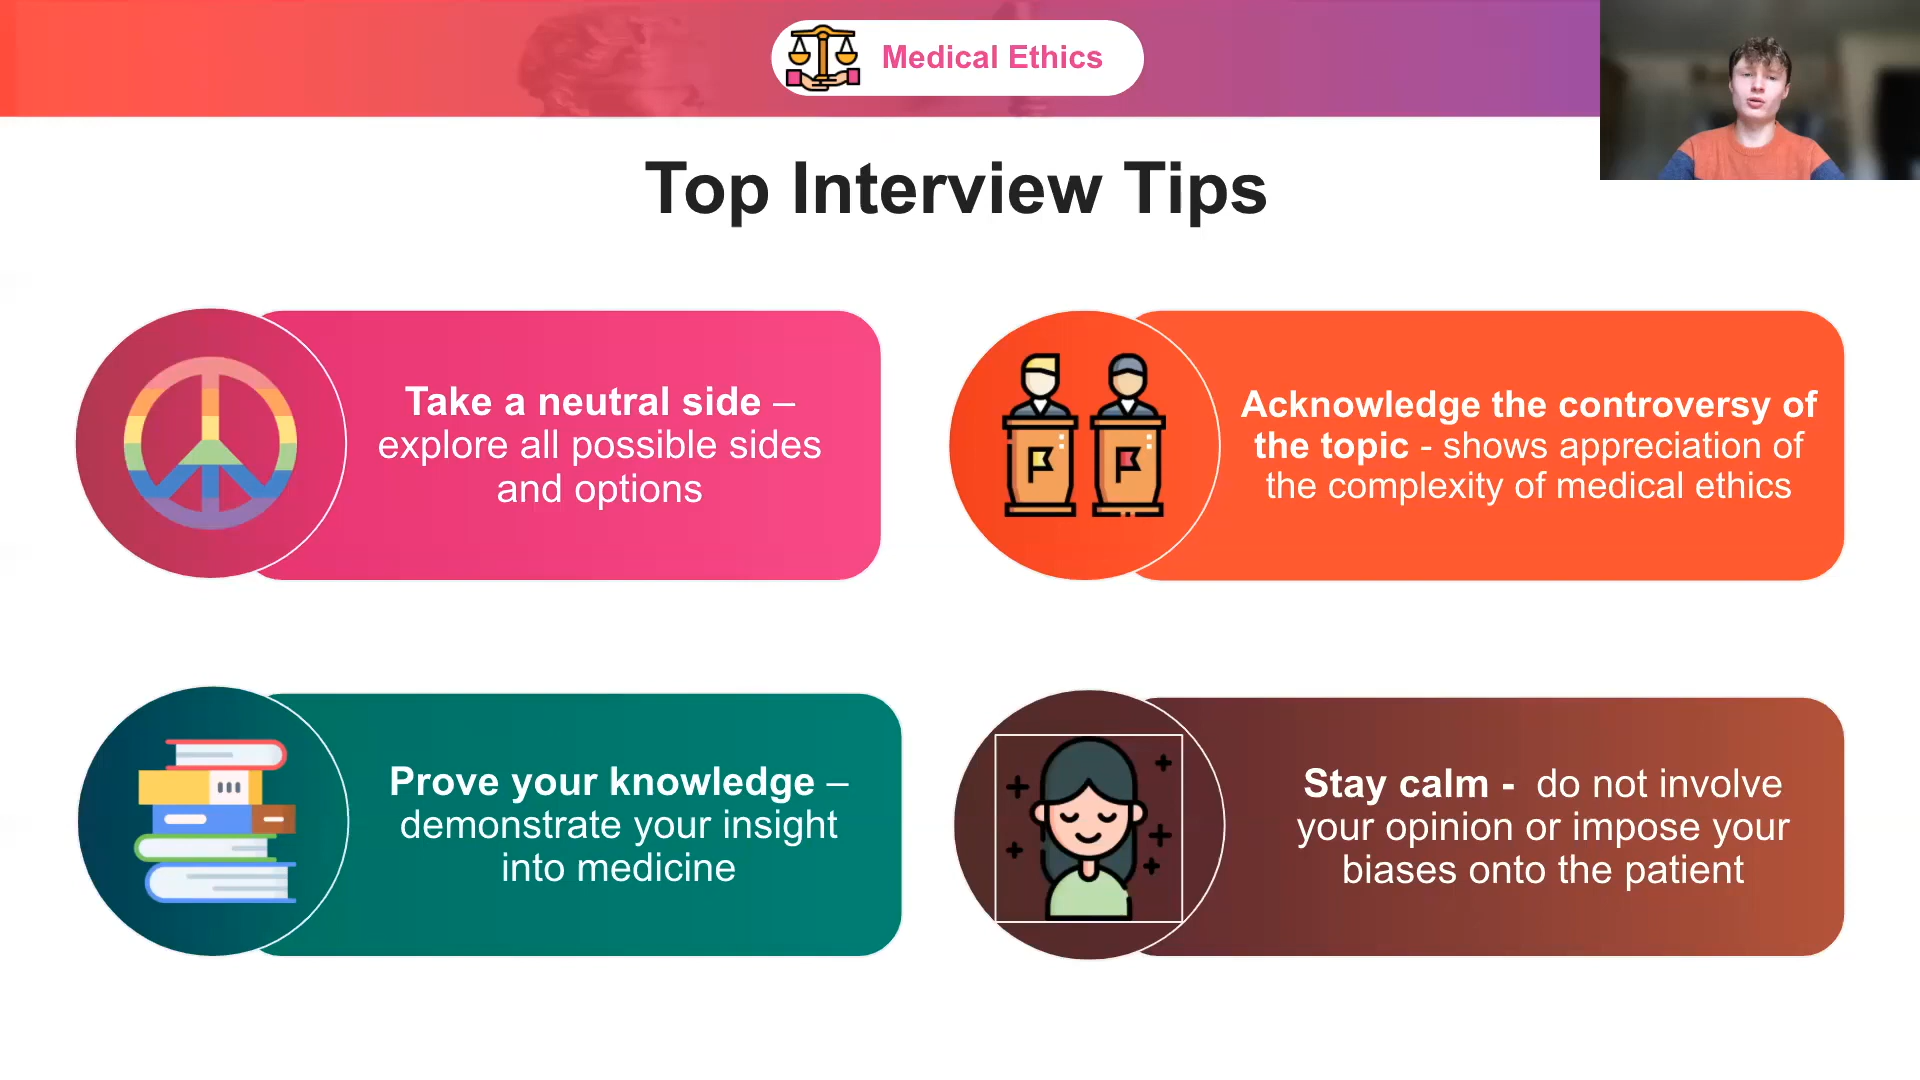 Medical Ethics
Top Interview Tips
Take a neutral side –
explore all possible sides
and options
Acknowledge the controversy of
the topic - shows appreciation of
the complexity of medical ethics
Prove your knowledge –
demonstrate your insight
into medicine
Stay calm -  do not involve
your opinion or impose your
biases onto the patient